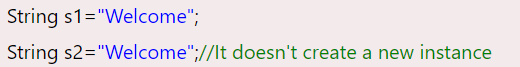 String s1="Welcome";
String s2="Welcome";//It doesn't create a new instance